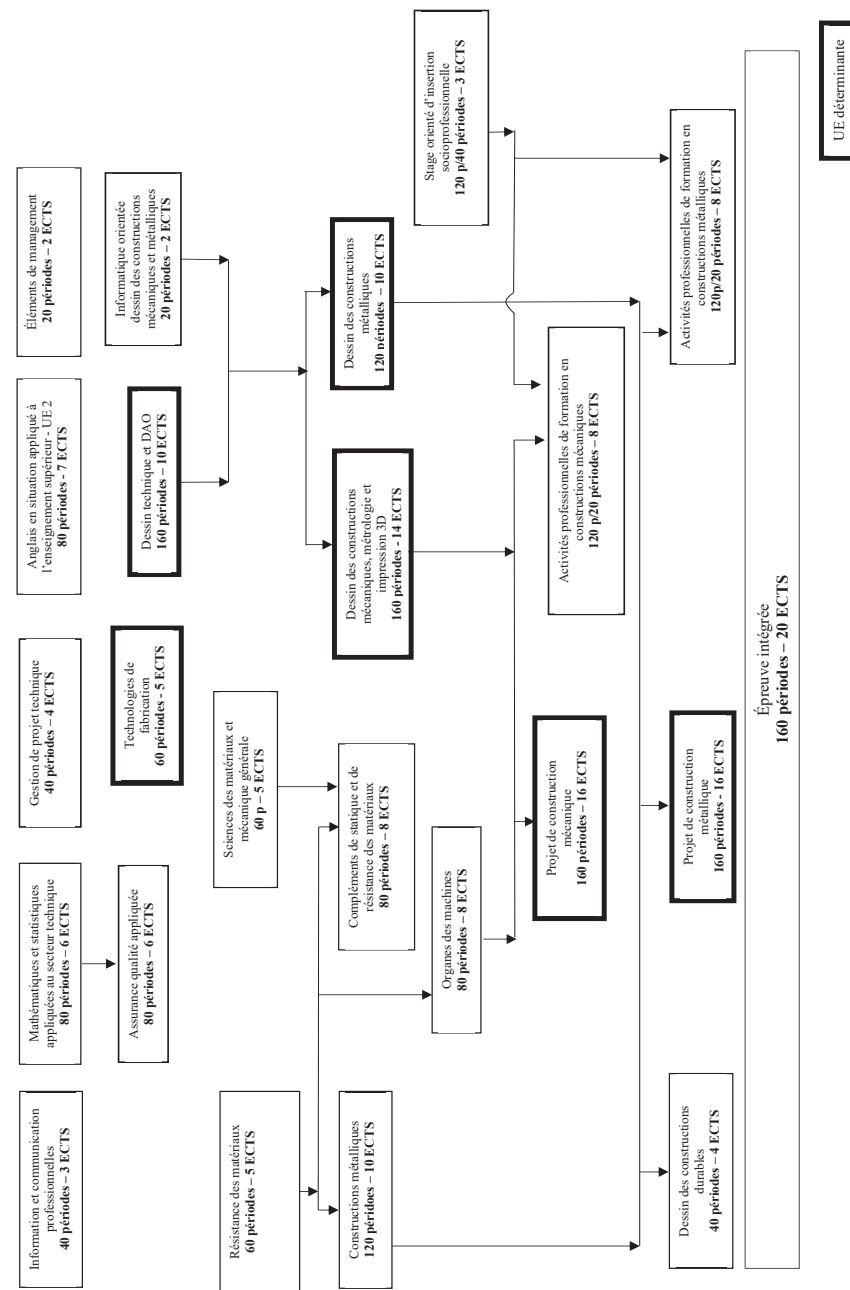 Information et communication
professionnelles
40 périodes – 3 ECTS
Mathématiques et statistiques
appliquées au secteur technique
80 périodes – 6 ECTS
Gestion de projet technique
40 périodes – 4 ECTS
Anglais en situation appliqué à
l'enseignement supérieur - UE 2
80 périodes - 7 ECTS
Éléments de management
20 périodes – 2 ECTS
Assurance qualité appliquée
80 périodes – 6 ECTS
Technologies de
fabrication
60 périodes - 5 ECTS
Dessin technique et DAO
160 périodes – 10 ECTS
Informatique orientée
dessin des constructions
mécaniques et métalliques
20 périodes – 2 ECTS
Résistance des matériaux
60 périodes – 5 ECTS
Sciences des matériaux et
mécanique générale
60 p – 5 ECTS
Constructions métalliques
120 péridoes – 10 ECTS
Compléments de statique et de
résistance des matériaux
80 périodes – 8 ECTS
Dessin des constructions
mécaniques, métrologie et
impression 3D
160 périodes - 14 ECTS
Dessin des constructions
métalliques
120 périodes – 10 ECTS
Stage orienté d'insertion
socioprofessionnelle
120 p/40 périodes – 3 ECTS
Organes des machines
80 périodes – 8 ECTS
Projet de construction
mécanique
160 périodes – 16 ECTS
Activités professionnelles de formation en
constructions mécaniques
120 p/20 périodes – 8 ECTS
Dessin des constructions
durables
40 périodes – 4 ECTS
Projet de construction
métallique
160 périodes - 16 ECTS
Activités professionnelles de formation en
constructions métalliques
120p/20 périodes – 8 ECTS
Épreuve intégrée
160 périodes – 20 ECTS
UE déterminante